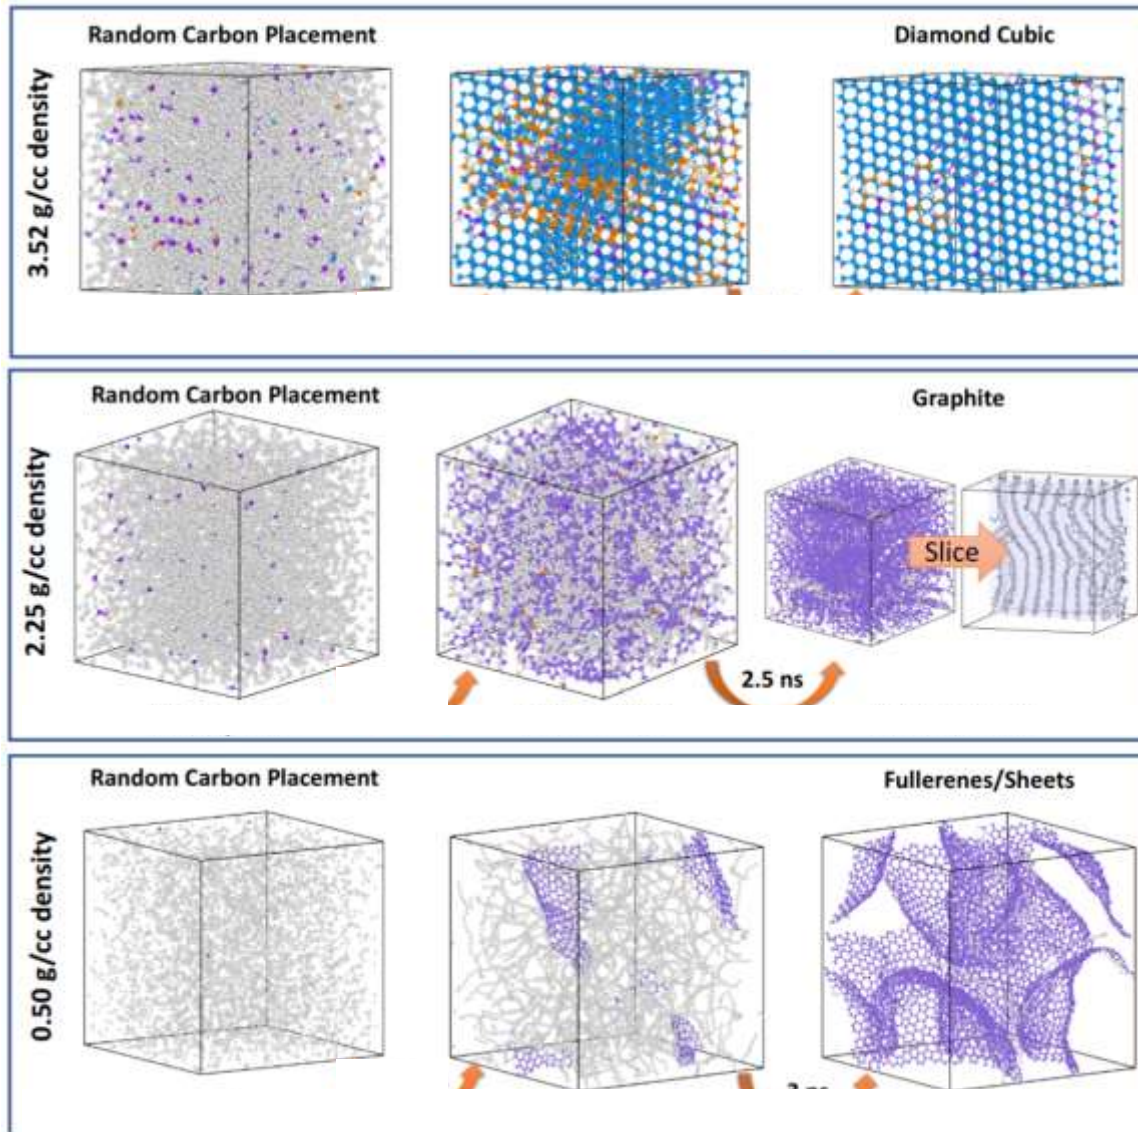 Random Carbon Placement
Diamond Cubic
3.52 g/cc density
Random Carbon Placement
Graphite
2.25 g/cc density
Slice
2.5 ns
Random Carbon Placement
Fullerenes/Sheets
0.50 g/cc density
ns